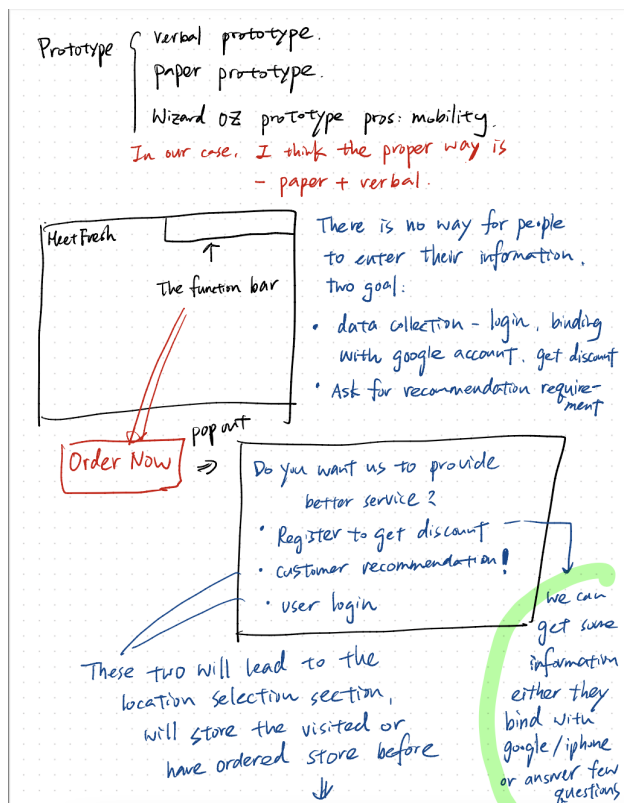 Prototype
verbal prototype.
paper prototype.
Wizard OZ prototype pros: mobility.
In our case, I think the proper way is
- paper + verbal.
MeetFresh
The function bar
There is no way for people
to enter their information.
two goal:
• data collection - login, binding
with google account, get discount
• Ask for recommendation require-
ment
Order Now
pop out
Do you want us to provide
better service?
• Register to get discount
• customer recommendation!
• user login
These two will lead to the
location selection section,
will store the visited or
have ordered store before
we can
get some
information
either they
bind with
google/iphone
or answer few
questions